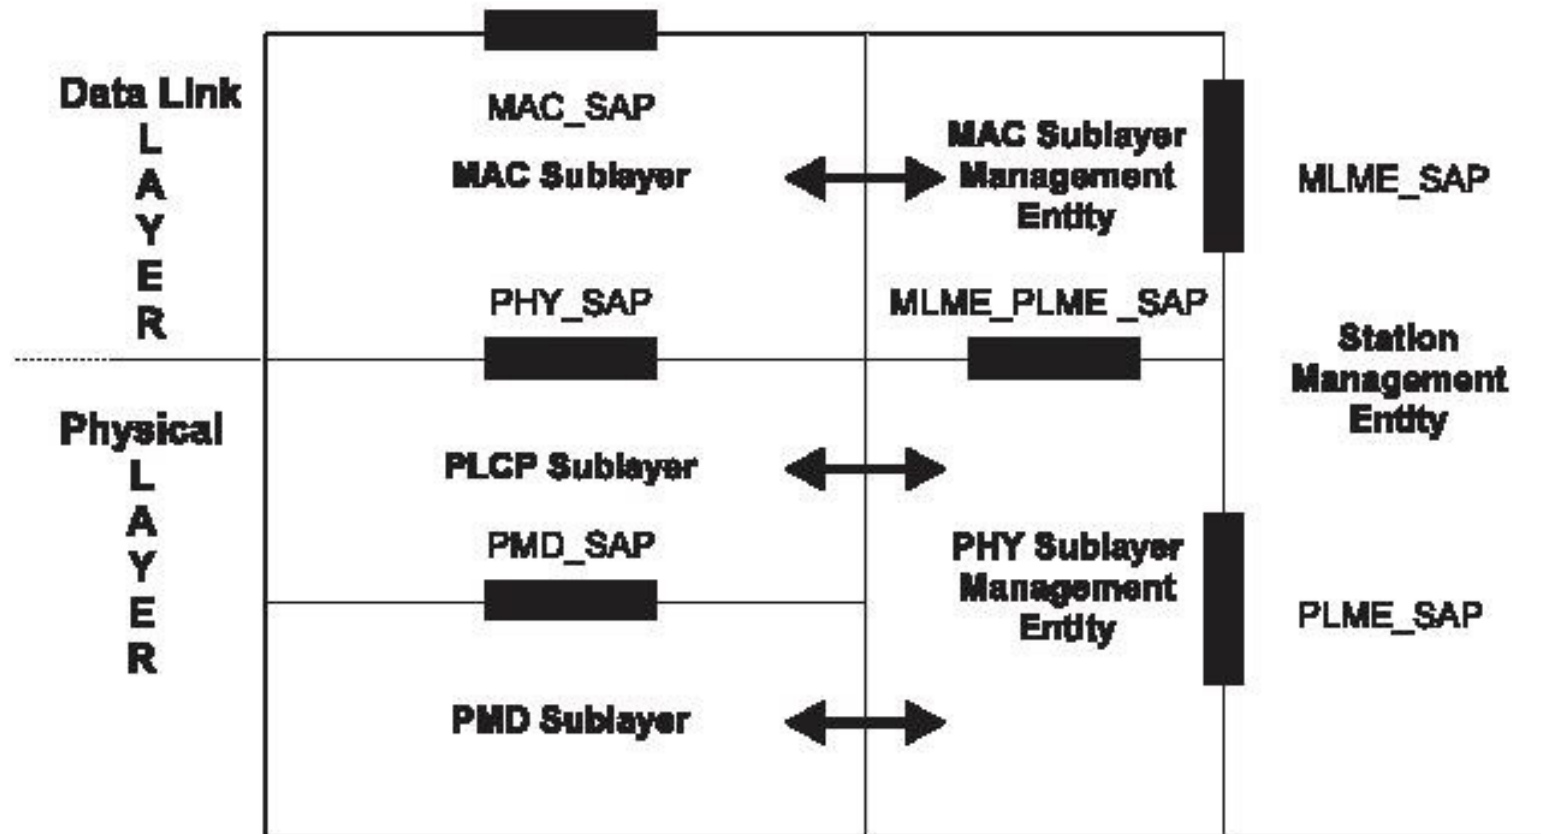 Data Link
L
A
Y
E
R
MAC_SAP
MAC Sublayer
MAC Sublayer
Management
Entity
MLME_SAP
PHY_SAP
MLME_PLME _SAP
Station
Management
Entity
Physical
L
A
Y
E
R
PLCP Sublayer
PMD_SAP
PHY Sublayer
Management
Entity
PLME_SAP
PMD Sublayer